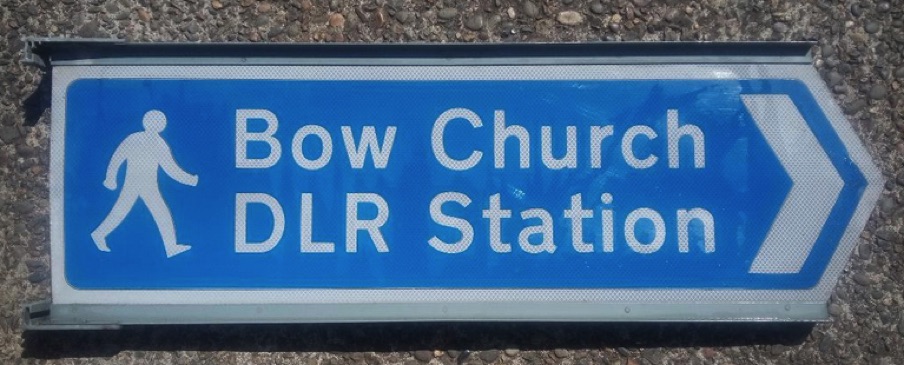 Bow Church
DLR Station